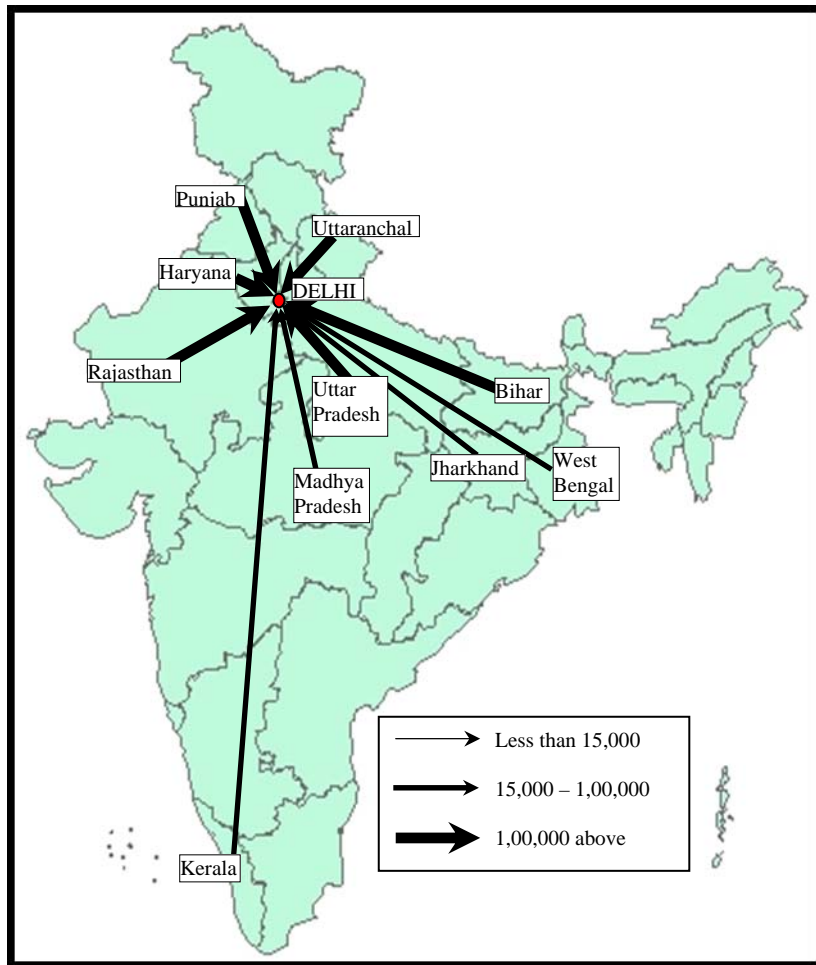 Punjab
Uttaranchal
Haryana
DELHI
Rajasthan
Uttar
Pradesh
Bihar
Jharkhand
West
Bengal
Madhya
Pradesh
Less than 15,000
15,000 – 1,00,000
1,00,000 above
Kerala